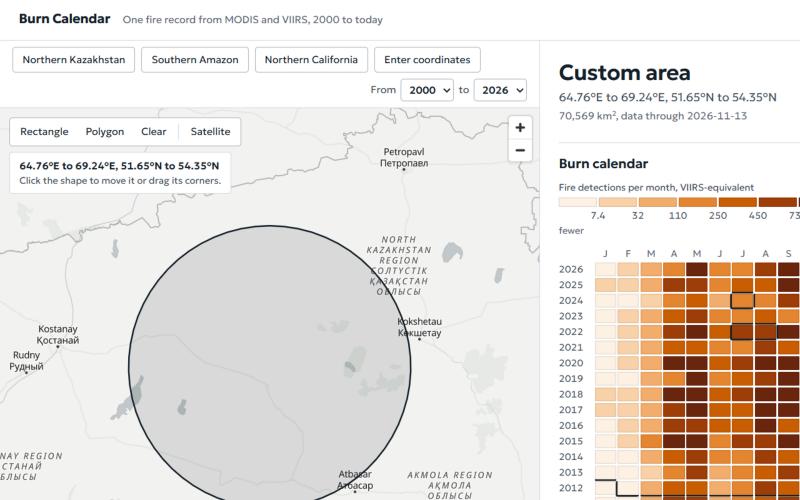 Burn Calendar
One fire record from MODIS and VIIRS, 2000 to today
Northern Kazakhstan
Southern Amazon
Northern California
Enter coordinates
From 2000 to 2026
Rectangle
Polygon
Clear
Satellite
64.76°E to 69.24°E, 51.65°N to 54.35°N
Click the shape to move it or drag its corners.
+
−
Petropavl
Петропавл
NORTH
KAZAKHSTAN
REGION
СОЛТҮСТІК
ҚАЗАҚСТАН
ОБЛЫСЫ
Kokshetau
Көкшетау
Kostanay
Қостанай
Rudny
Рудный
NAY REGION
СТАНАЙ
БЛЫСЫ
Atbasar
Атбасар
AKMOLA REGION
АҚМОЛА
ОБЛЫСЫ
Custom area
64.76°E to 69.24°E, 51.65°N to 54.35°N
70,569 km², data through 2026-11-13
Burn calendar
Fire detections per month, VIIRS-equivalent
7.4 32 110 250 450 73
fewer
J F M A M J J A S
2026
2025
2024
2023
2022
2021
2020
2019
2018
2017
2016
2015
2014
2013
2012